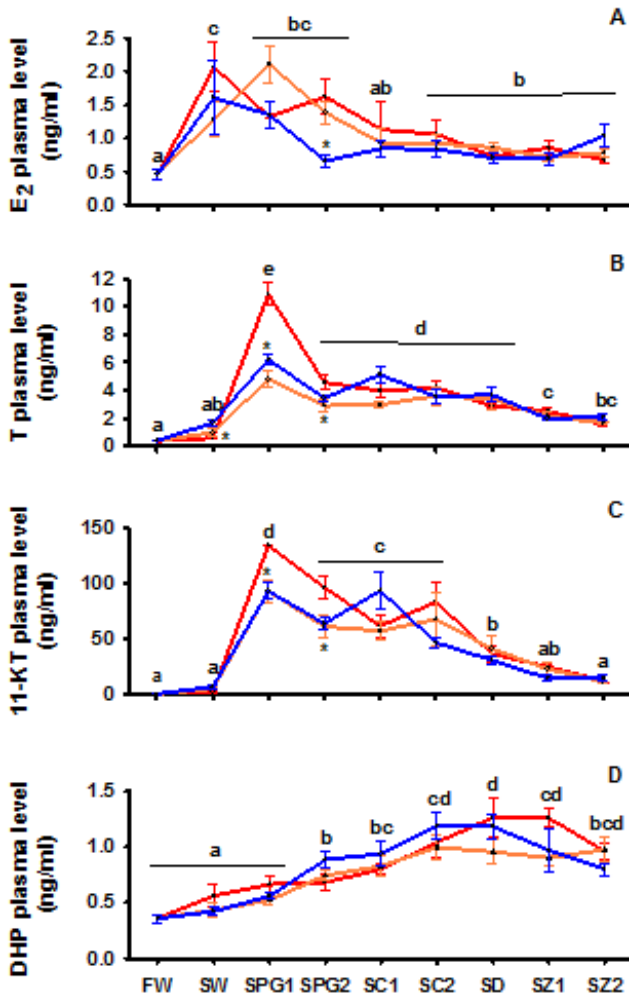 A
c
bc
2.5
2.0
1.5
1.0
0.5
0.0
ab
b
a
*
E2 plasma level
(ng/ml)
B
e
12
10
8
6
4
2
0
d
*
a
ab
*
*
c
bc
T plasma level
(ng/ml)
C
d
150
100
50
0
c
*
*
a
a
b
ab
a
11-KT plasma level
(ng/ml)
D
1.5
1.0
0.5
0.0
a
b
bc
cd
d
cd
bcd
DHP plasma level
(ng/ml)
FW SW SPG1 SPG2 SC1 SC2 SD SZ1 SZ2